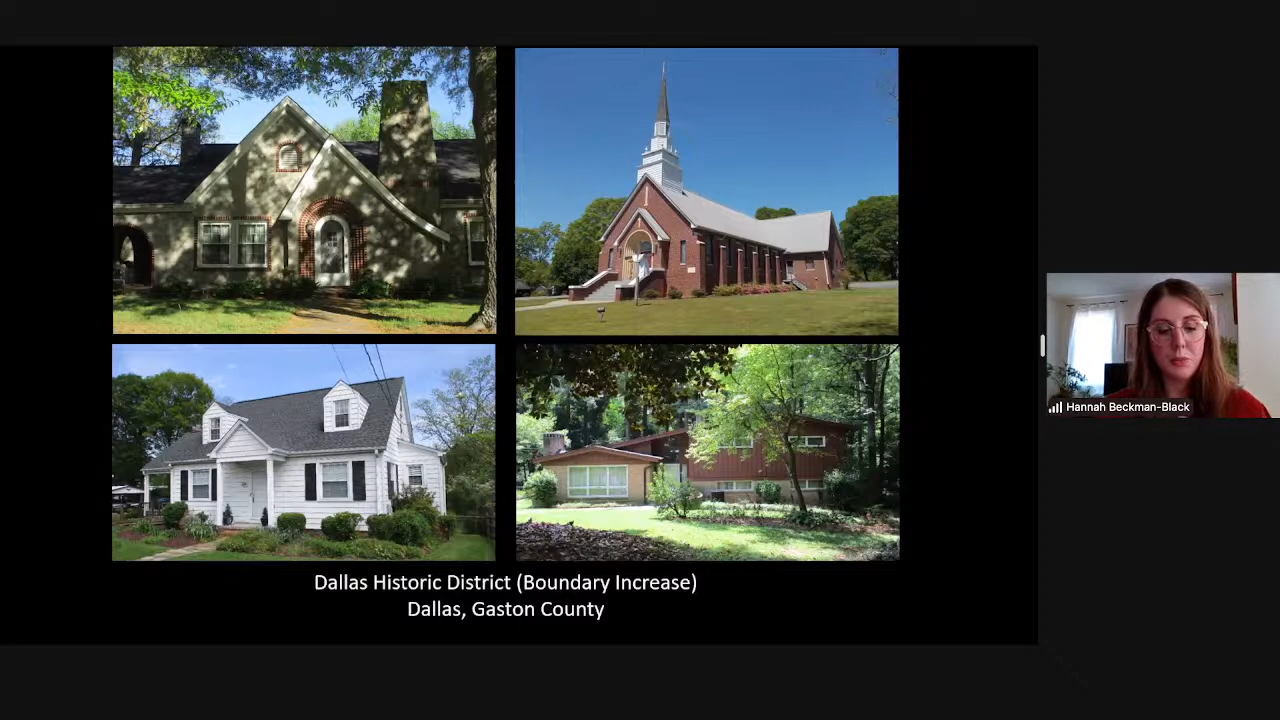 Dallas Historic District (Boundary Increase)
Dallas, Gaston County
Hannah Beckman-Black